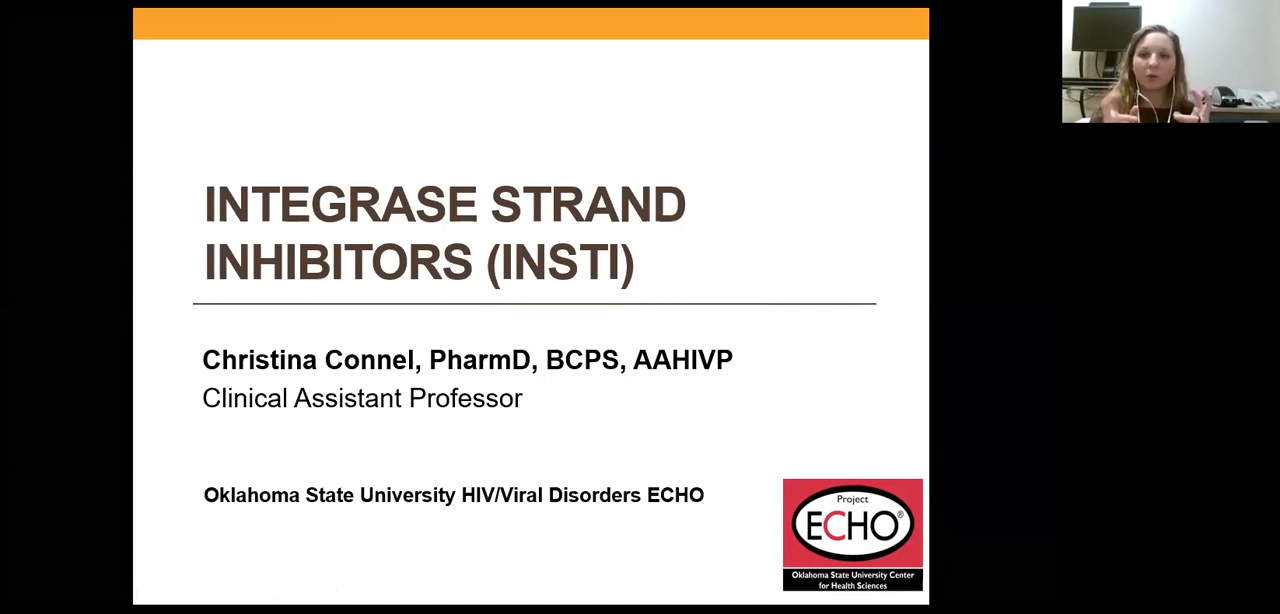 INTEGRASE STRAND
INHIBITORS (INSTI)
Christina Connel, PharmD, BCPS, AAHIVP
Clinical Assistant Professor
Oklahoma State University HIV/Viral Disorders ECHO
Project
ECHO®
Oklahoma State University Center
for Health Sciences